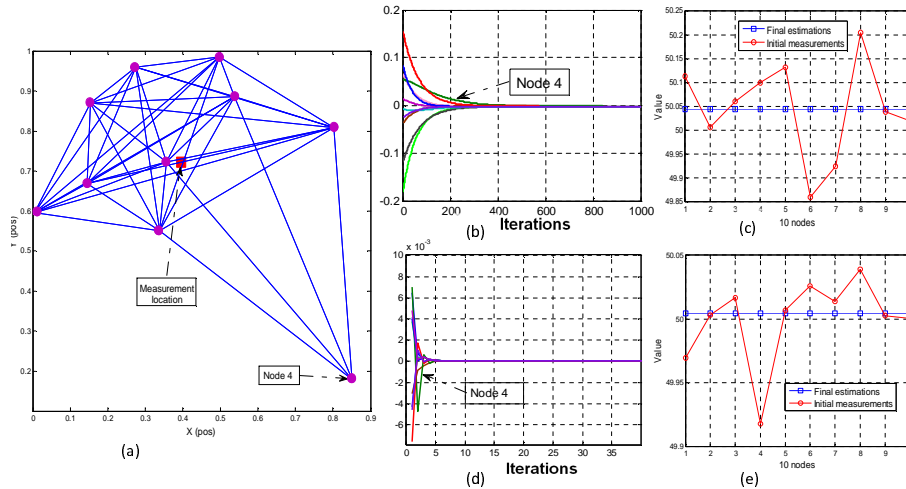 1
0.9
0.8
0.7
0.6
0.5
0.4
0.3
0.2
(pos)
Measurement
location
Node 4
0 0.1 0.2 0.3 0.4 0.5 0.6 0.7 0.8 0.9
X (pos)
(a)
0.2
0.1
0
-0.1
-0.2
Node 4
0 200 400 600 800 1000
(b) Iterations
50.25
50.2
50.15
50.1
50.05
50
49.95
49.9
49.85
Value
Final estimations
Initial measurements
1 2 3 4 5 6 7 8 9
10 nodes
(c)
x 10 -3
10
8
6
4
2
0
-2
-4
-6
Node 4
0 5 10 15 20 25 30 35 40
(d) Iterations
50.05
50
49.95
49.9
Value
Final estimations
Initial measurements
1 2 3 4 5 6 7 8 9
10 nodes
(e)